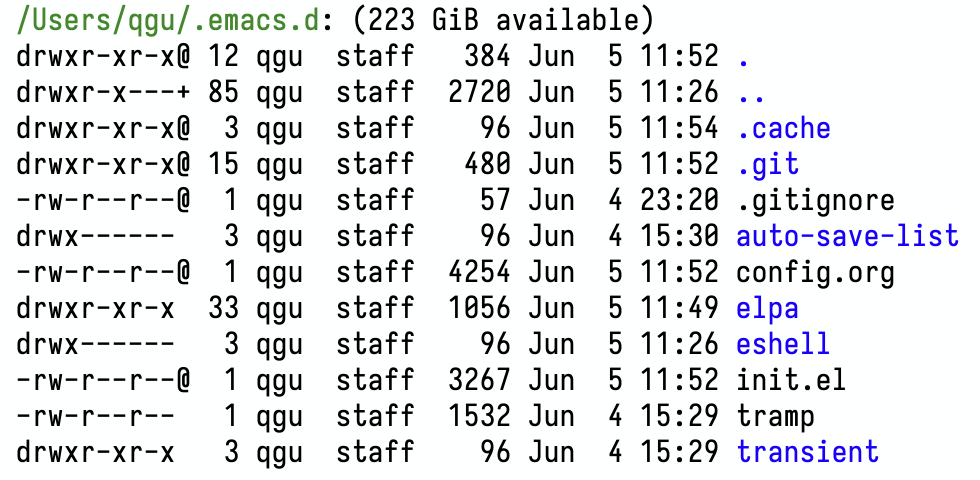 /Users/qgu/.emacs.d: (223 GiB available)
drwxr-xr-x@ 12 qgu  staff   384 Jun  5 11:52 .
drwxr-x---+ 85 qgu  staff  2720 Jun  5 11:26 ..
drwxr-xr-x@  3 qgu  staff    96 Jun  5 11:54 .cache
drwxr-xr-x@ 15 qgu  staff   480 Jun  5 11:52 .git
-rw-r--r--@  1 qgu  staff    57 Jun  4 23:20 .gitignore
drwx------   3 qgu  staff    96 Jun  4 15:30 auto-save-list
-rw-r--r--@  1 qgu  staff  4254 Jun  5 11:52 config.org
drwxr-xr-x  33 qgu  staff  1056 Jun  5 11:49 elpa
drwx------   3 qgu  staff    96 Jun  5 11:26 eshell
-rw-r--r--@  1 qgu  staff  3267 Jun  5 11:52 init.el
-rw-r--r--   1 qgu  staff  1532 Jun  4 15:29 tramp
drwxr-xr-x   3 qgu  staff    96 Jun  4 15:29 transient